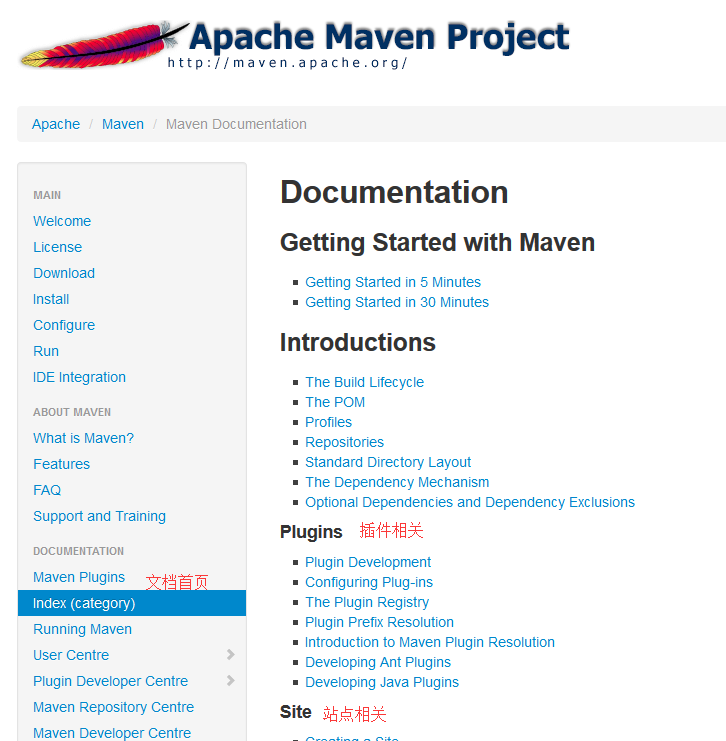 Apache Maven Project
http://maven.apache.org/
Apache / Maven / Maven Documentation
MAIN
Welcome
License
Download
Install
Configure
Run
IDE Integration
ABOUT MAVEN
What is Maven?
Features
FAQ
Support and Training
DOCUMENTATION
Maven Plugins
文档首页
Index (category)
Running Maven
User Centre
Plugin Developer Centre
Maven Repository Centre
Maven Developer Centre
Documentation
Getting Started with Maven
Getting Started in 5 Minutes
Getting Started in 30 Minutes
Introductions
The Build Lifecycle
The POM
Profiles
Repositories
Standard Directory Layout
The Dependency Mechanism
Optional Dependencies and Dependency Exclusions
Plugins 插件相关
Plugin Development
Configuring Plug-ins
The Plugin Registry
Plugin Prefix Resolution
Introduction to Maven Plugin Resolution
Developing Ant Plugins
Developing Java Plugins
Site 站点相关
Creating a Site